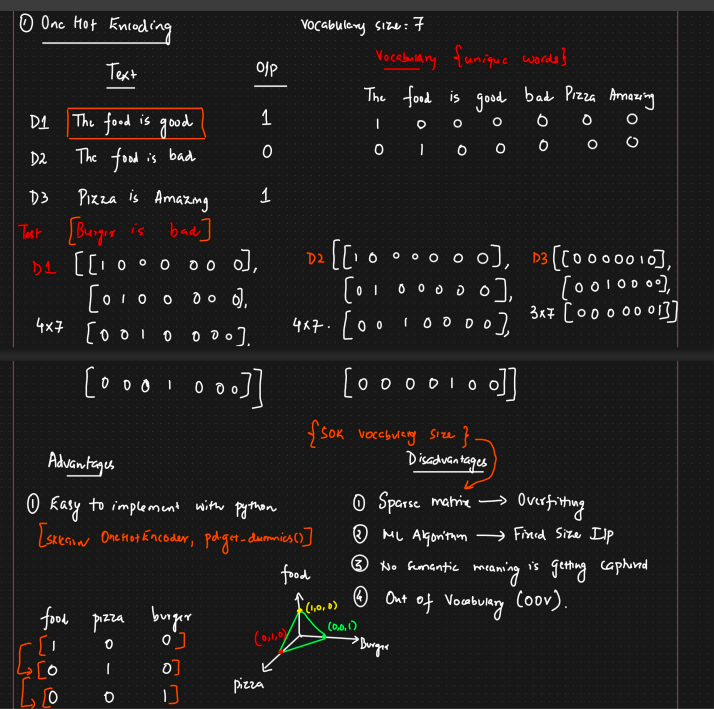 ① One Hot Encoding
Vocabulary size: 7
Vocabulary {unique words}
Text O/P
The food is good bad Pizza Amazing
1 0 0 0 0 0 0
0 1 0 0 0 0 0
D1 The food is good 1
D2 The food is bad 0
D3 Pizza is Amazing 1
Test [Burger is bad]
D1 [[1 0 0 0 0 0 0],
[0 1 0 0 0 0 0],
4x7 [0 0 1 0 0 0 0],
[0 0 0 1 0 0 0]]
D2 [[1 0 0 0 0 0 0],
[0 1 0 0 0 0 0],
4x7. [0 0 1 0 0 0 0],
[0 0 0 0 1 0 0]]
D3 [[0 0 0 0 0 1 0],
[0 0 1 0 0 0 0],
3x7 [0 0 0 0 0 0 1]]
{50K vocabulary size}
Advantages
① Easy to implement with python
[sklearn OneHotEncoder, pd.get_dummies()]
Disadvantages
① Sparse matrix → Overfitting
② ML Algorithm → Fixed Size I/p
③ No semantic meaning is getting captured
④ Out of Vocabulary (OOV).
food pizza burger
[1 0 0]
[0 1 0]
[0 0 1]
food
(1,0,0)
(0,1,0) (0,0,1)
Burger
pizza